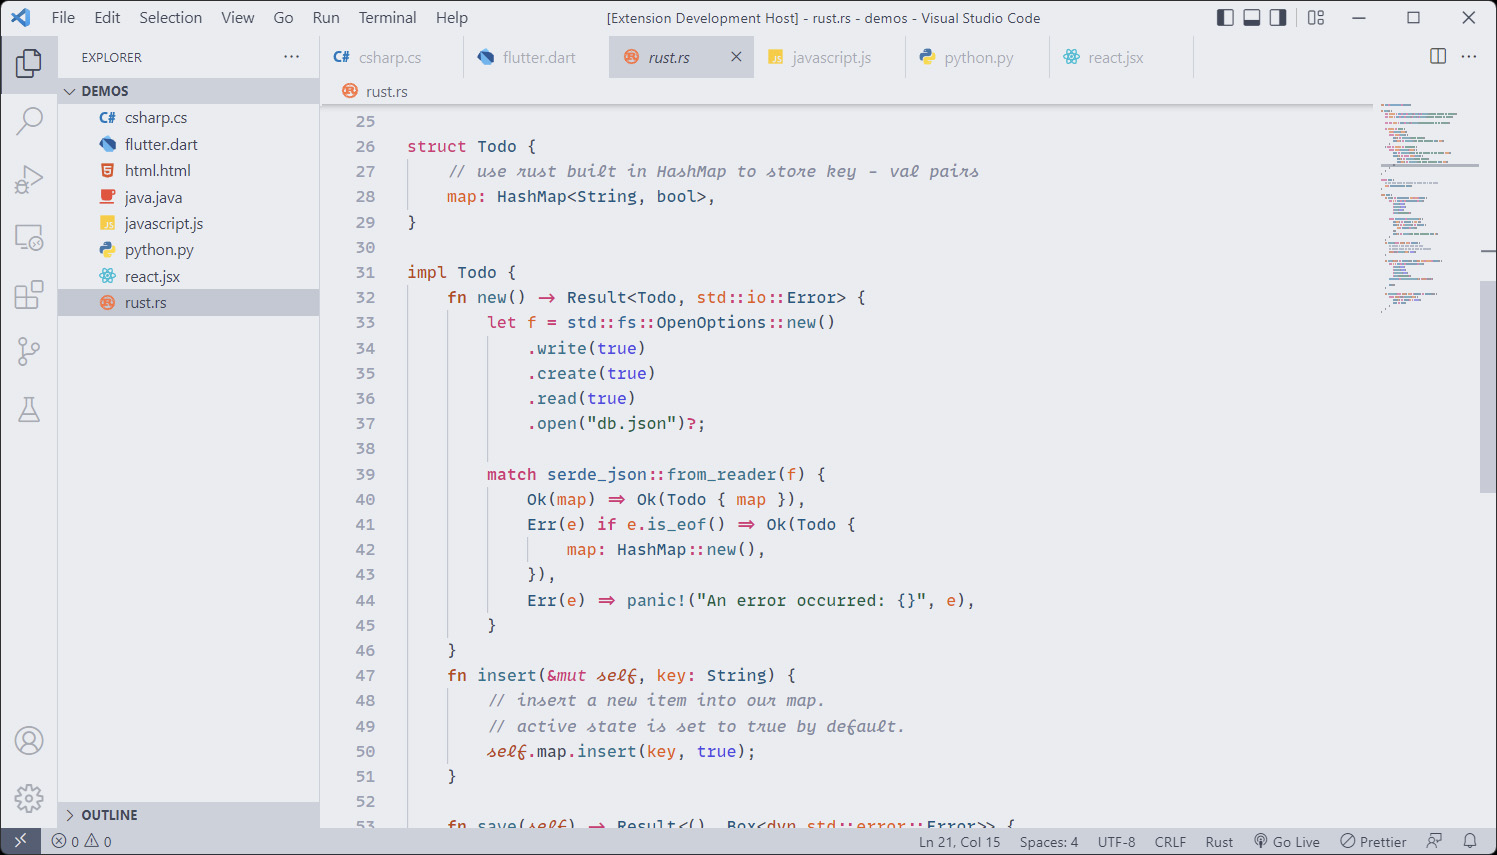 File Edit Selection View Go Run Terminal Help [Extension Development Host] - rust.rs - demos - Visual Studio Code
EXPLORER ···
csharp.cs
flutter.dart
rust.rs
javascript.js
python.py
react.jsx
DEMOS
csharp.cs
flutter.dart
html.html
java.java
javascript.js
python.py
react.jsx
rust.rs
OUTLINE
rust.rs
25
26 struct Todo {
27 // use rust built in HashMap to store key - val pairs
28 map: HashMap<String, bool>,
29 }
30
31 impl Todo {
32 fn new() -> Result<Todo, std::io::Error> {
33 let f = std::fs::OpenOptions::new()
34 .write(true)
35 .create(true)
36 .read(true)
37 .open("db.json")?;
38
39 match serde_json::from_reader(f) {
40 Ok(map) => Ok(Todo { map }),
41 Err(e) if e.is_eof() => Ok(Todo {
42 map: HashMap::new(),
43 }),
44 Err(e) => panic!("An error occurred: {}", e),
45 }
46 }
47 fn insert(&mut self, key: String) {
48 // insert a new item into our map.
49 // active state is set to true by default.
50 self.map.insert(key, true);
51 }
52
53 fn save(self) -> Result<(), Box<dyn std::error::Error>> {
0 0 Ln 21, Col 15 Spaces: 4 UTF-8 CRLF Rust Go Live Prettier